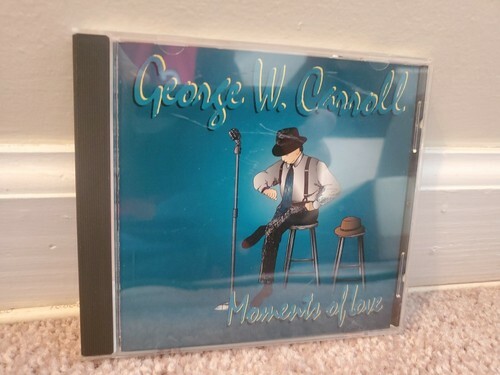 George W. Carroll
Moments of Love